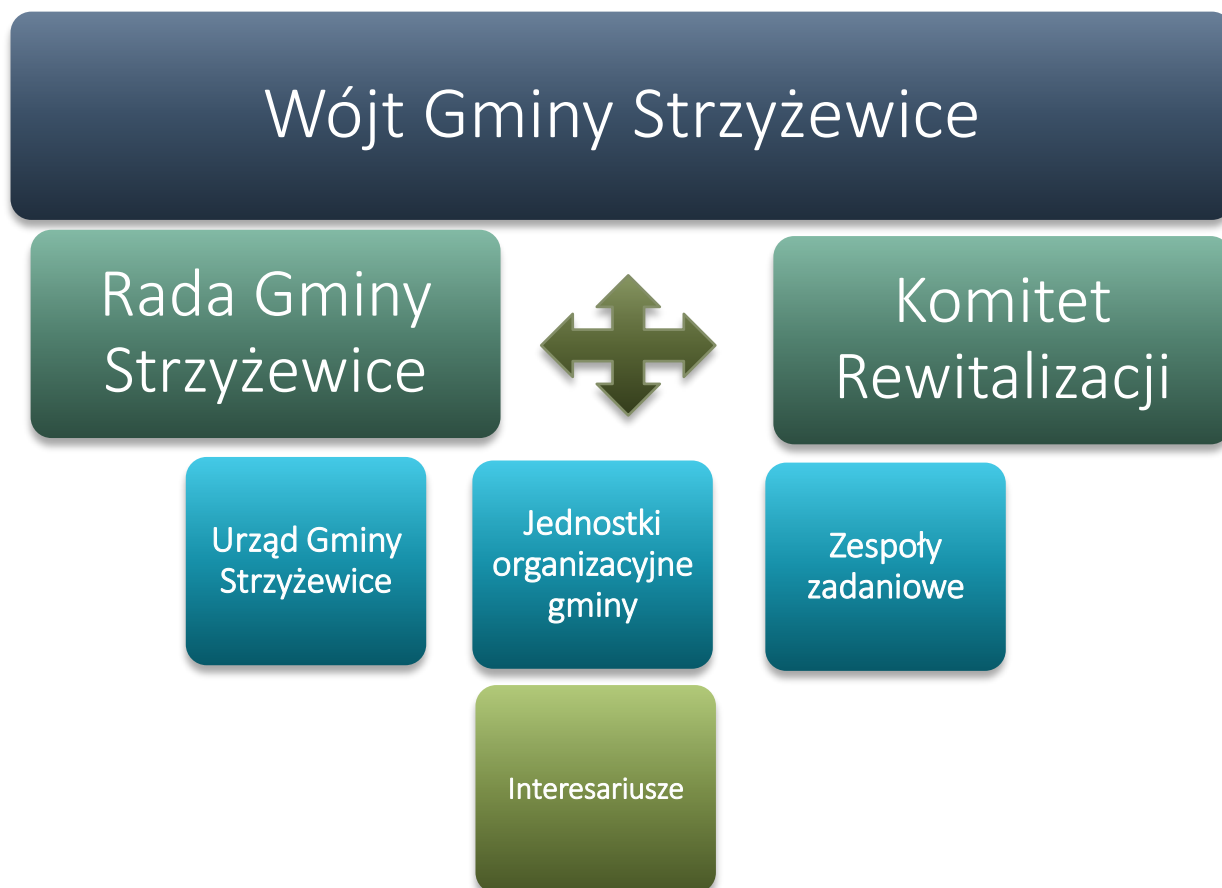 Wójt Gminy Strzyżewice
Rada Gminy
Strzyżewice
Komitet
Rewitalizacji
Urząd Gminy
Strzyżewice
Jednostki
organizacyjne
gminy
Zespoły
zadaniowe
Interesariusze